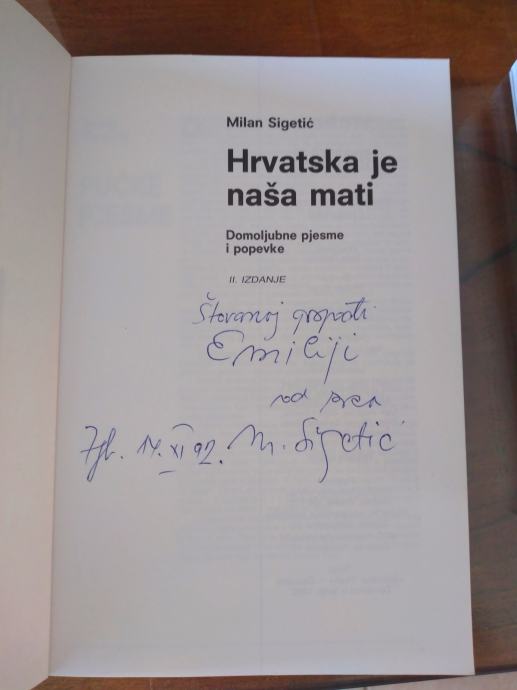 Milan Sigetić
Hrvatska je
naša mati
Domoljubne pjesme
i popevke
II. IZDANJE
Štovanoj gospođi
Emiliji
od srca
Zgb. 14. XI 92. M. Sigetić